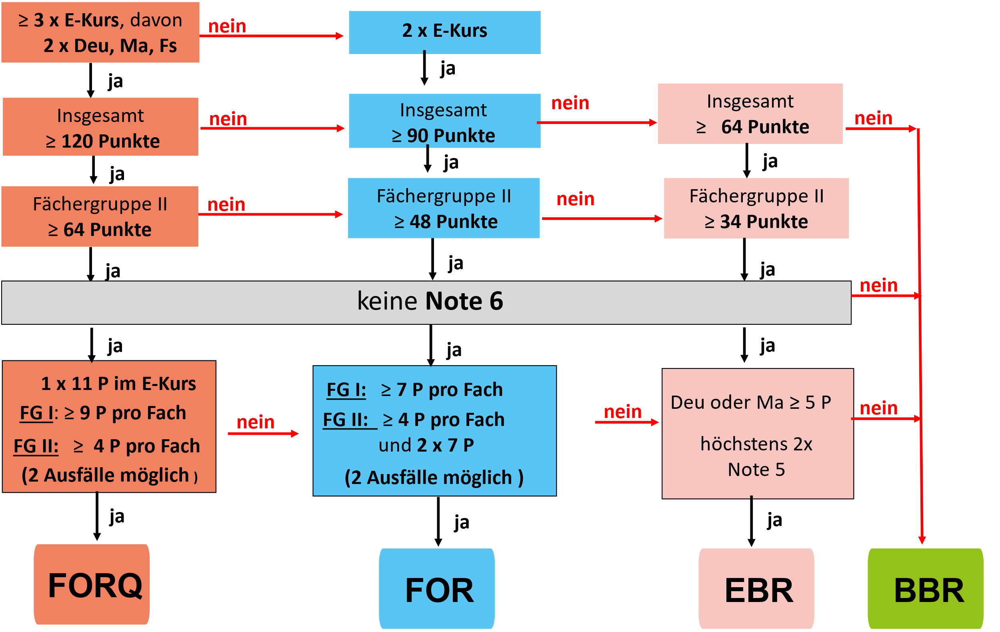 ≥ 3 x E-Kurs, davon
2 x Deu, Ma, Fs
nein
2 x E-Kurs
ja
ja
Insgesamt
≥ 120 Punkte
nein
Insgesamt
≥ 90 Punkte
nein
Insgesamt
≥ 64 Punkte
nein
ja
ja
ja
Fächergruppe II
≥ 64 Punkte
nein
Fächergruppe II
≥ 48 Punkte
nein
Fächergruppe II
≥ 34 Punkte
ja
ja
ja
keine Note 6
nein
ja
ja
ja
1 x 11 P im E-Kurs
FG I: ≥ 9 P pro Fach
FG II: ≥ 4 P pro Fach
(2 Ausfälle möglich )
nein
FG I: ≥ 7 P pro Fach
FG II: ≥ 4 P pro Fach
und 2 x 7 P
(2 Ausfälle möglich )
nein
Deu oder Ma ≥ 5 P
höchstens 2x
Note 5
nein
ja
ja
ja
FORQ
FOR
EBR
BBR